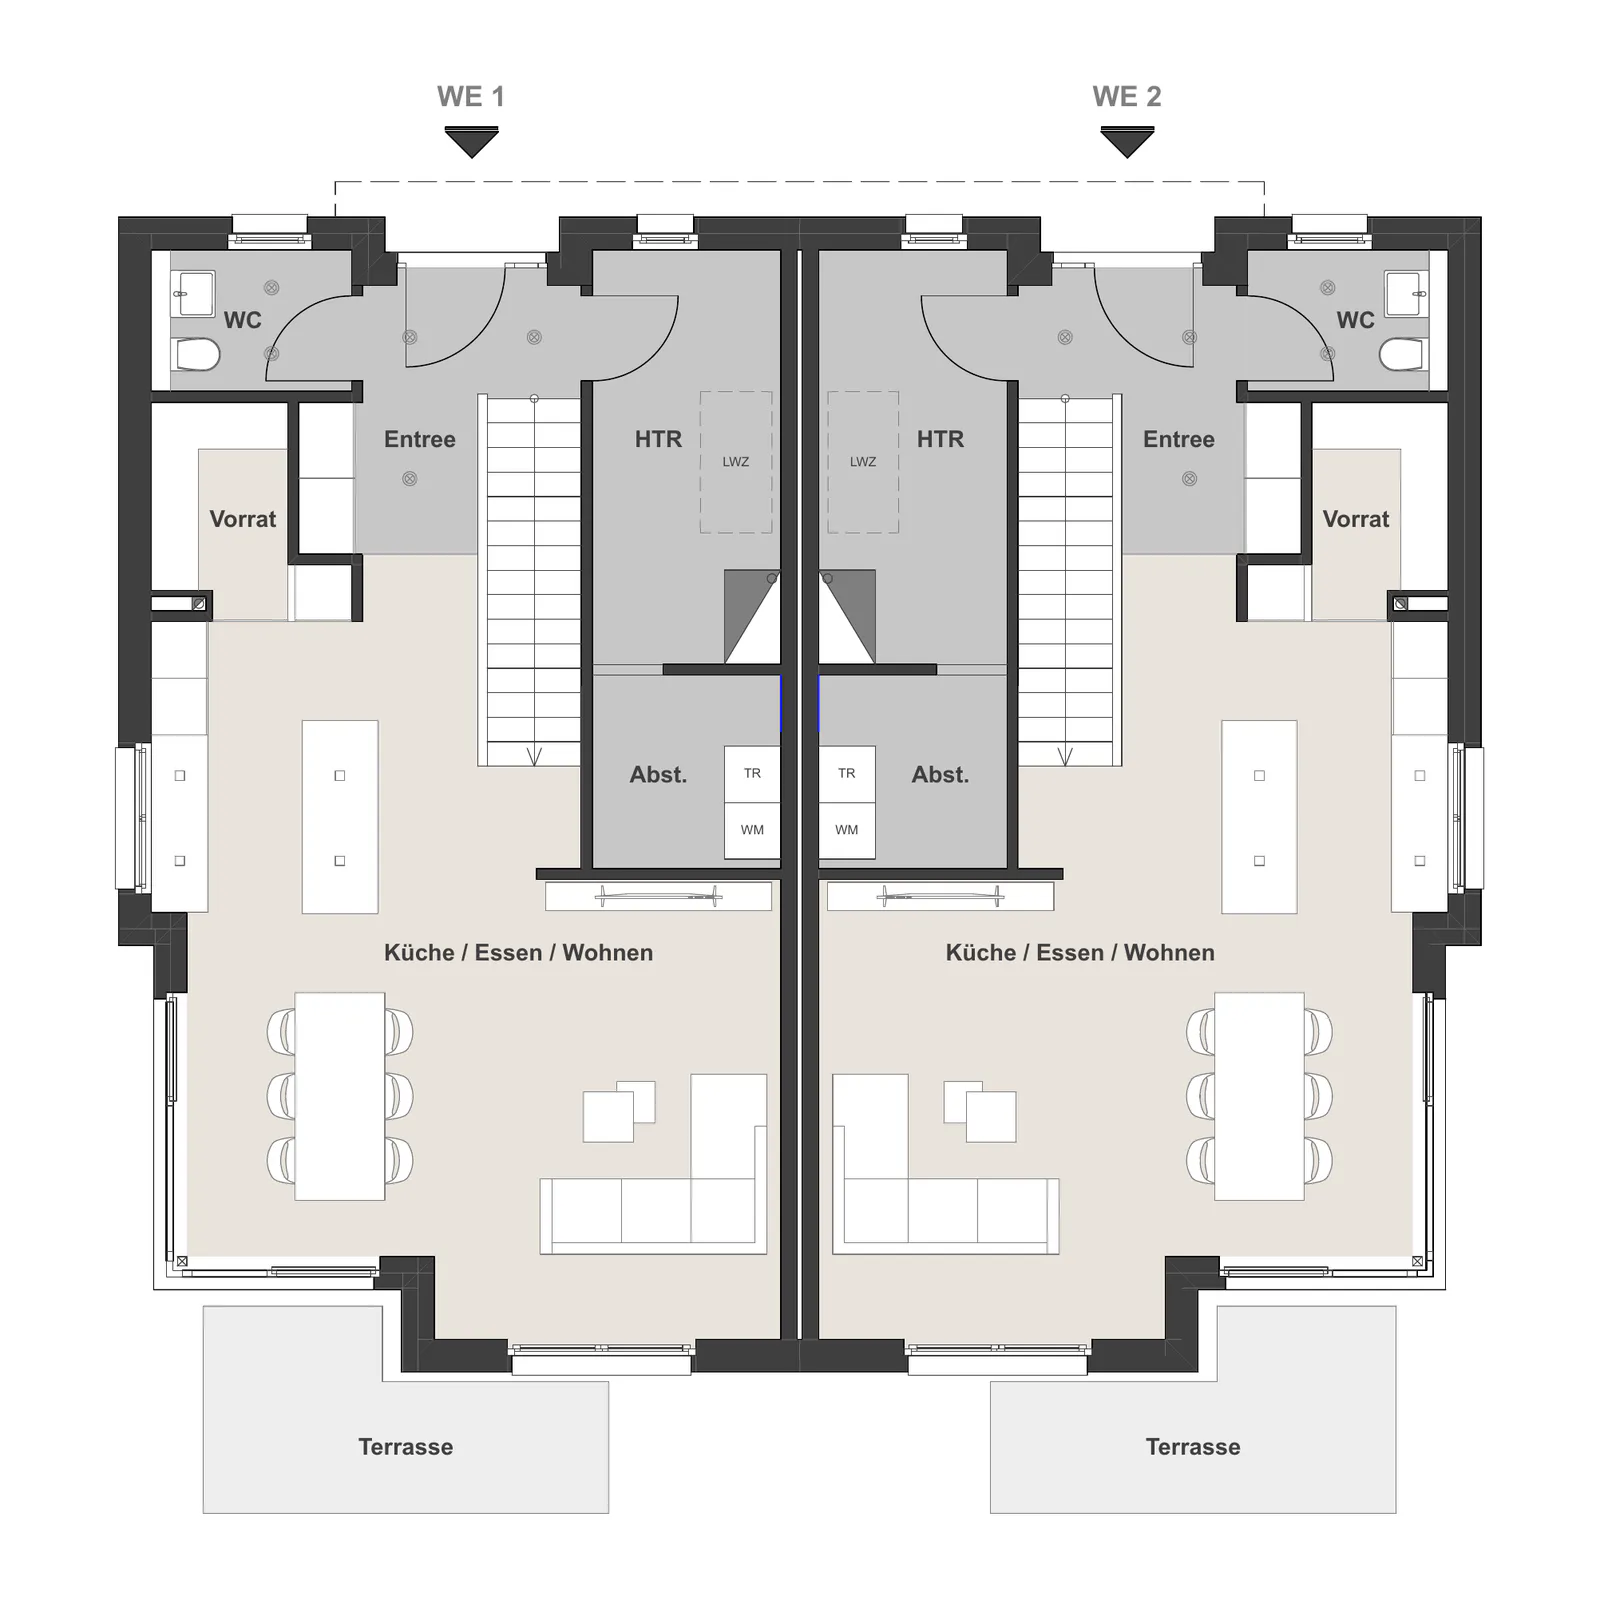 WE 1
WE 2
WC
WC
Entree
HTR
LWZ
LWZ
HTR
Entree
Vorrat
Vorrat
Abst.
TR
TR
Abst.
WM
WM
Küche / Essen / Wohnen
Küche / Essen / Wohnen
Terrasse
Terrasse